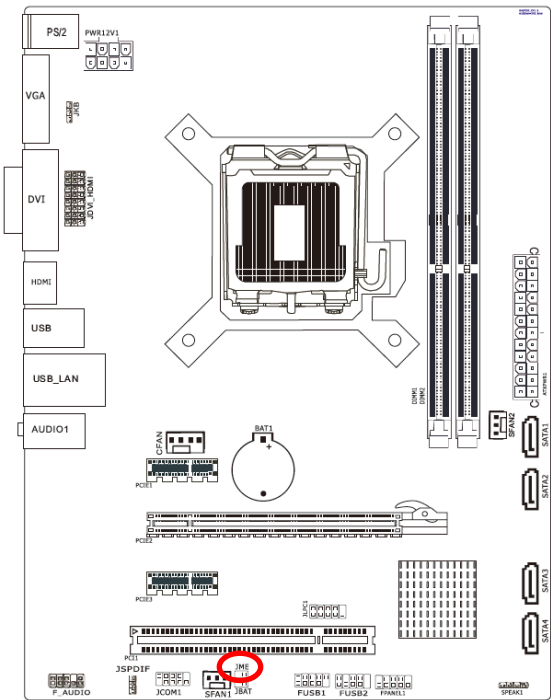 PS/2
PWR12V1
VGA
JKB
DVI
JDVI_HDMI
HDMI
USB
USB_LAN
AUDIO1
CFAN
BAT1
+
DIMM1
DIMM2
C
ATXPWR1
C
SFAN2
SATA1
SATA2
PCIE1
PCIE2
PCIE3
SATA3
SATA4
JLPC1
PCI1
JSPDIF
JME
F_AUDIO
JCOM1
SFAN1
JBAT
FUSB1
FUSB2
FPANEL1
SPEAK1